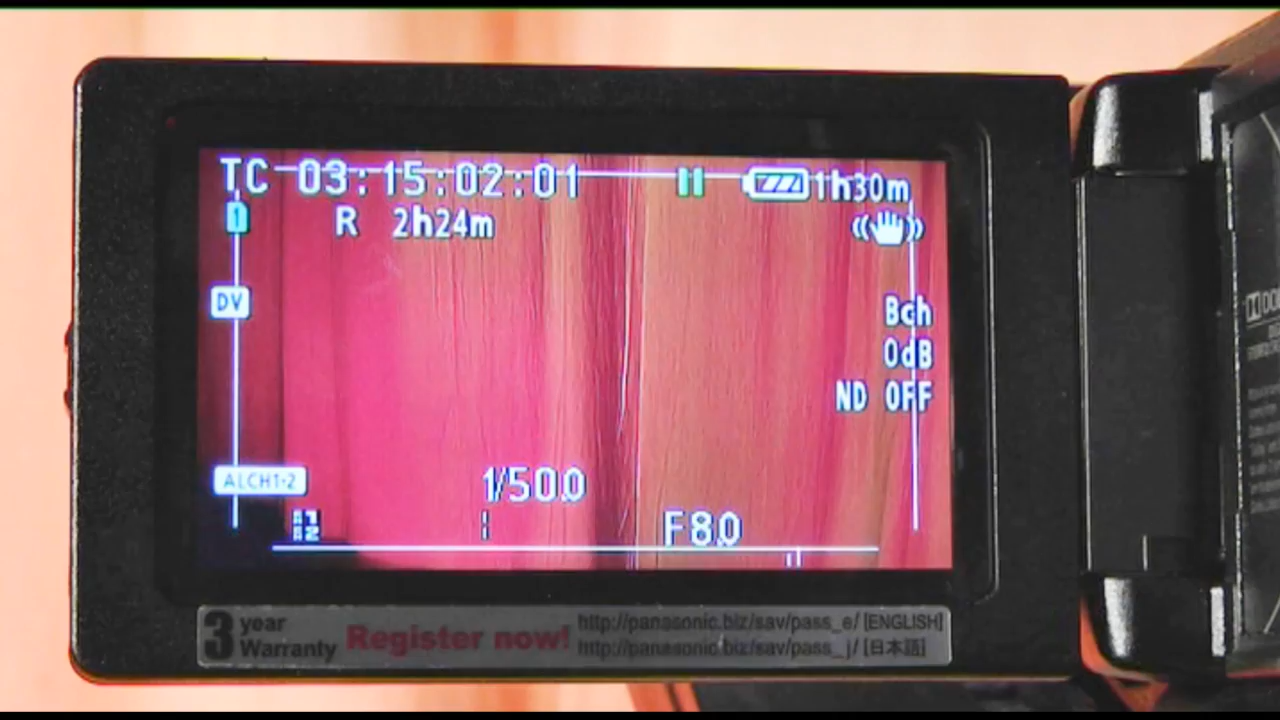 TC 03:15:02:01 1h30m
1 R 2h24m
DV
Bch
0dB
ND OFF
ALCH1-2
1/50.0
F8.0
3 year Warranty
Register now!
http://panasonic.biz/sav/pass_e/ [ENGLISH]
http://panasonic.biz/sav/pass_j/ [日本語]